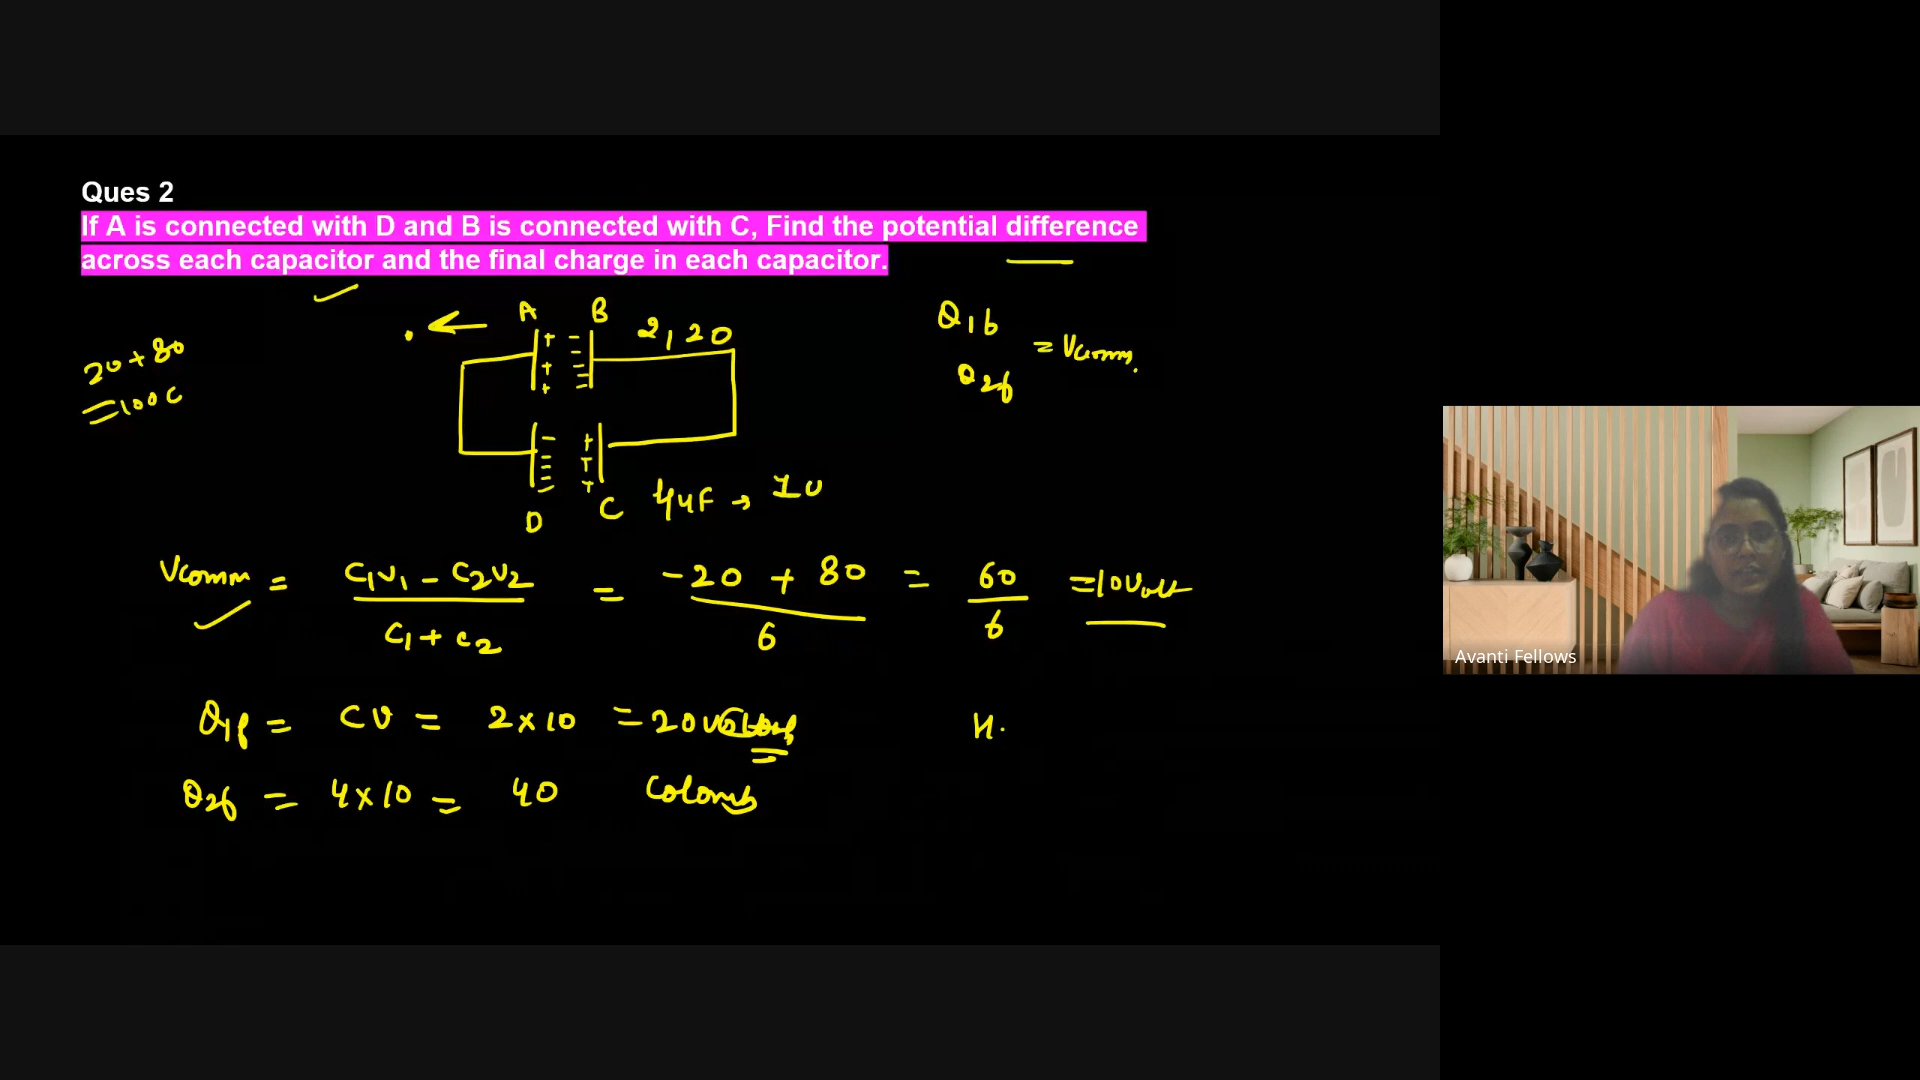 Ques 2
If A is connected with D and B is connected with C, Find the potential difference
across each capacitor and the final charge in each capacitor.
A B 2, 20
+ -
+ -
+ -
20 + 80
= 100 C
Q1f
Q2f
= Vcomm.
- +
- +
- +
D C 4uF → 10
Vcomm = C1V1 - C2V2 / C1 + C2 = -20 + 80 / 6 = 60 / 6 = 10 Volt
Q1f = CV = 2 x 10 = 20
H.
Q2f = 4 x 10 = 40 Colomb
Avanti Fellows